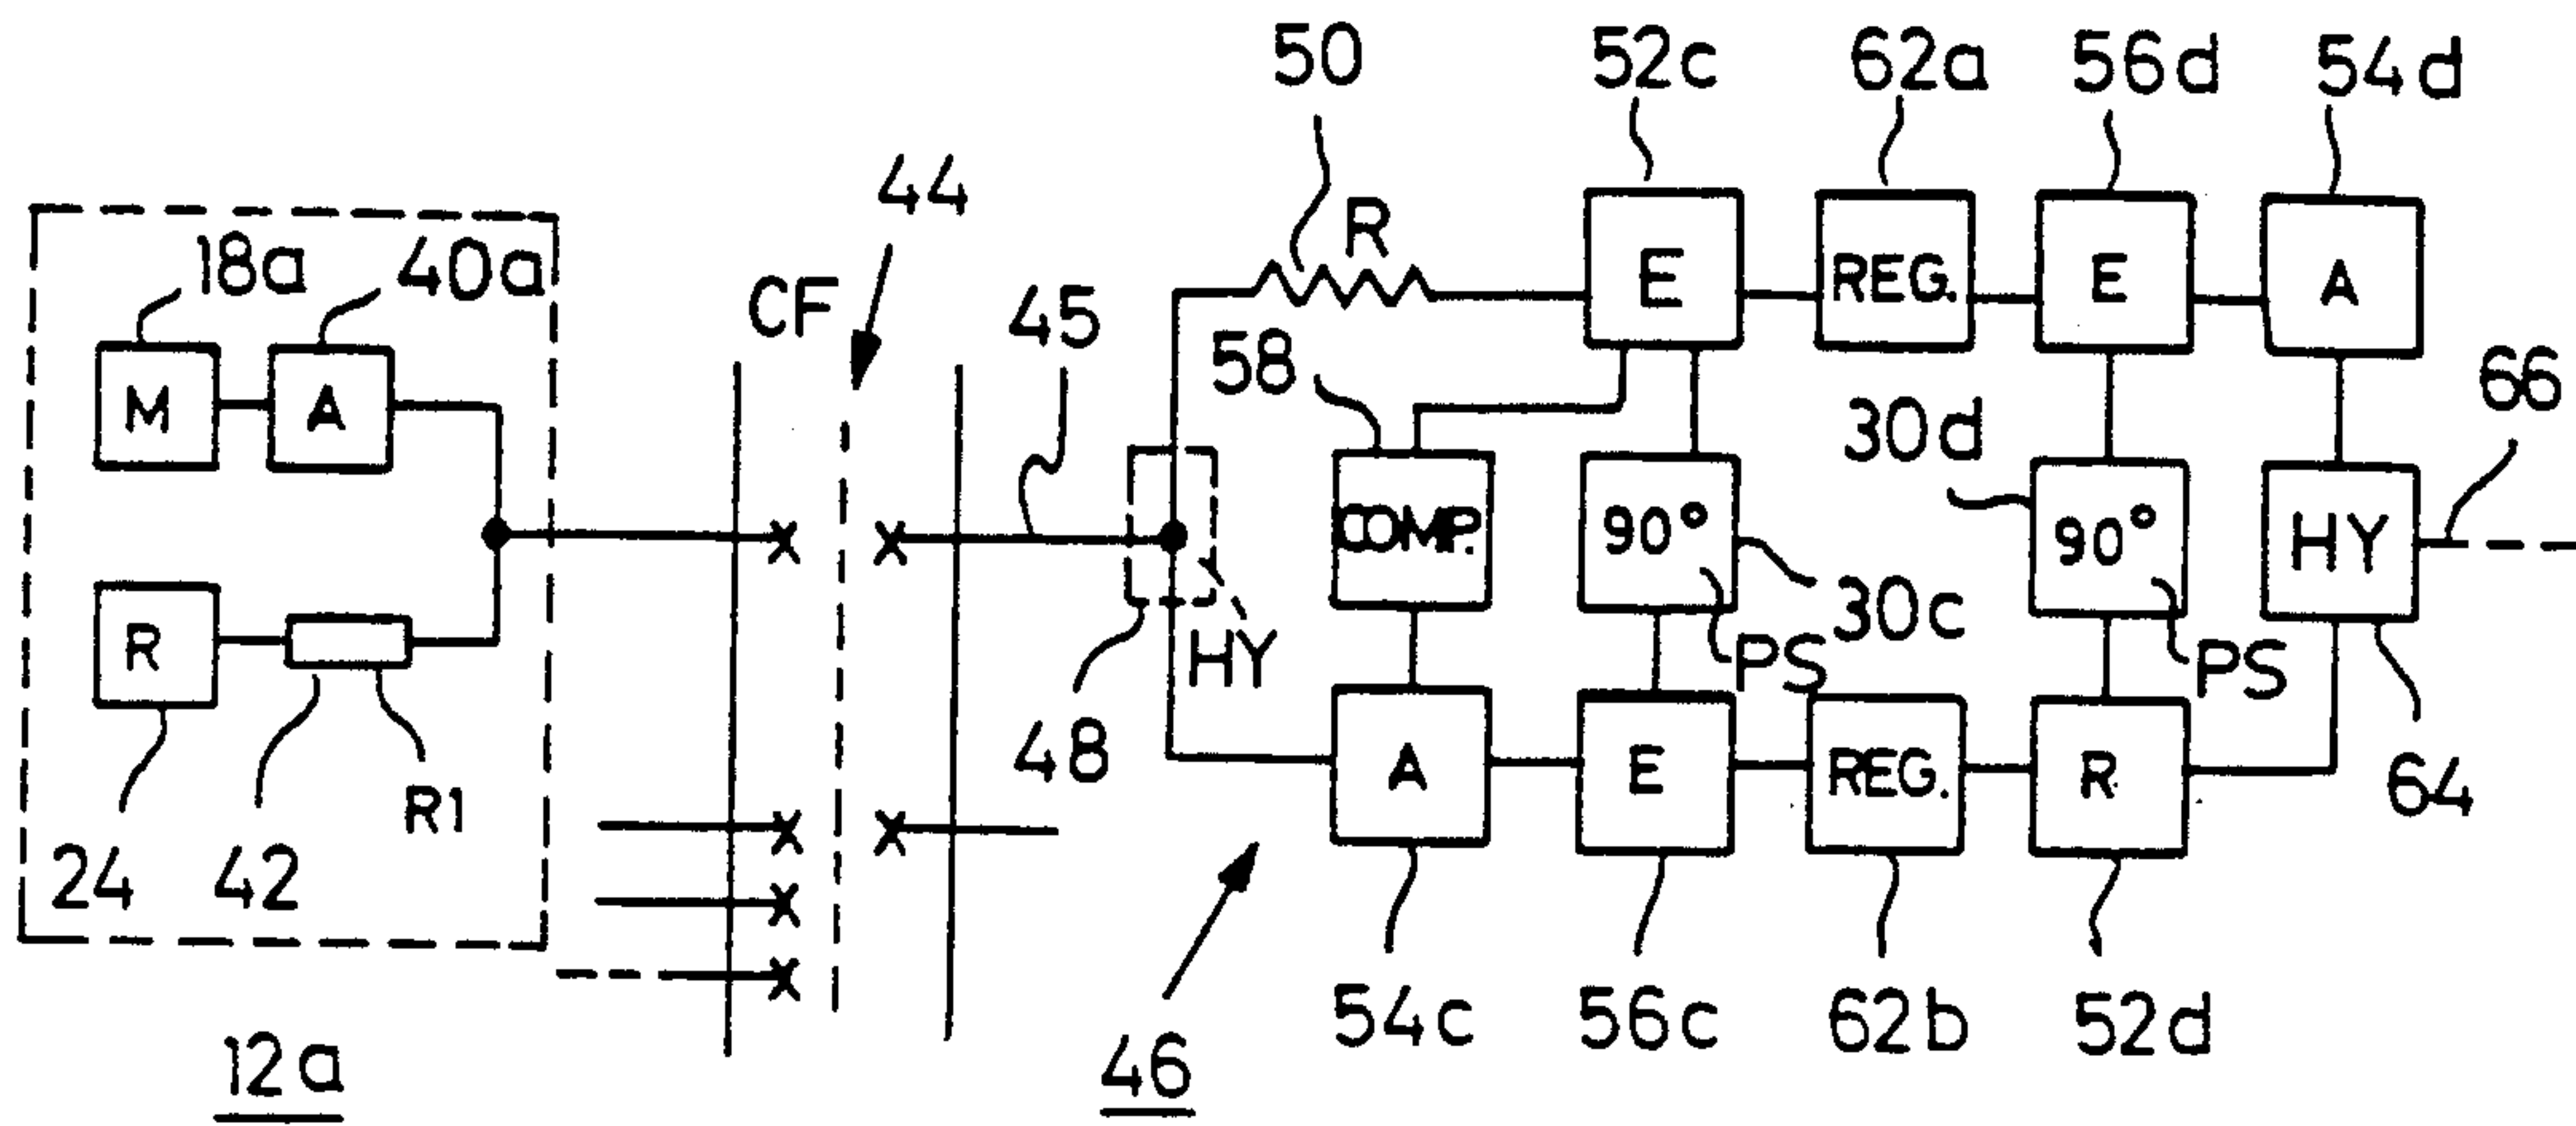 50 52c 62a 56d 54d
44
18a 40a CF 45 R
M A 58 E REG. E A
30d 66
COMP. 90° 90° HY
30c
R HY PS PS
R1 48 A E REG. R 64
24 42
54c 56c 62b 52d
12a 46